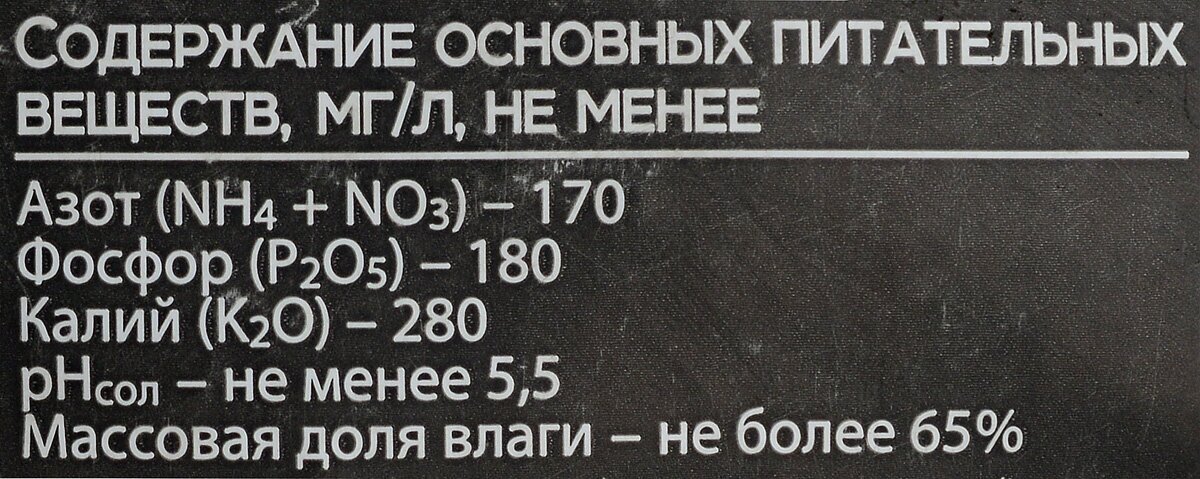 Содержание основных питательных
веществ, мг/л, не менее
Азот (NH4 + NO3) – 170
Фосфор (P2O5) – 180
Калий (K2O) – 280
pHсол – не менее 5,5
Массовая доля влаги – не более 65%